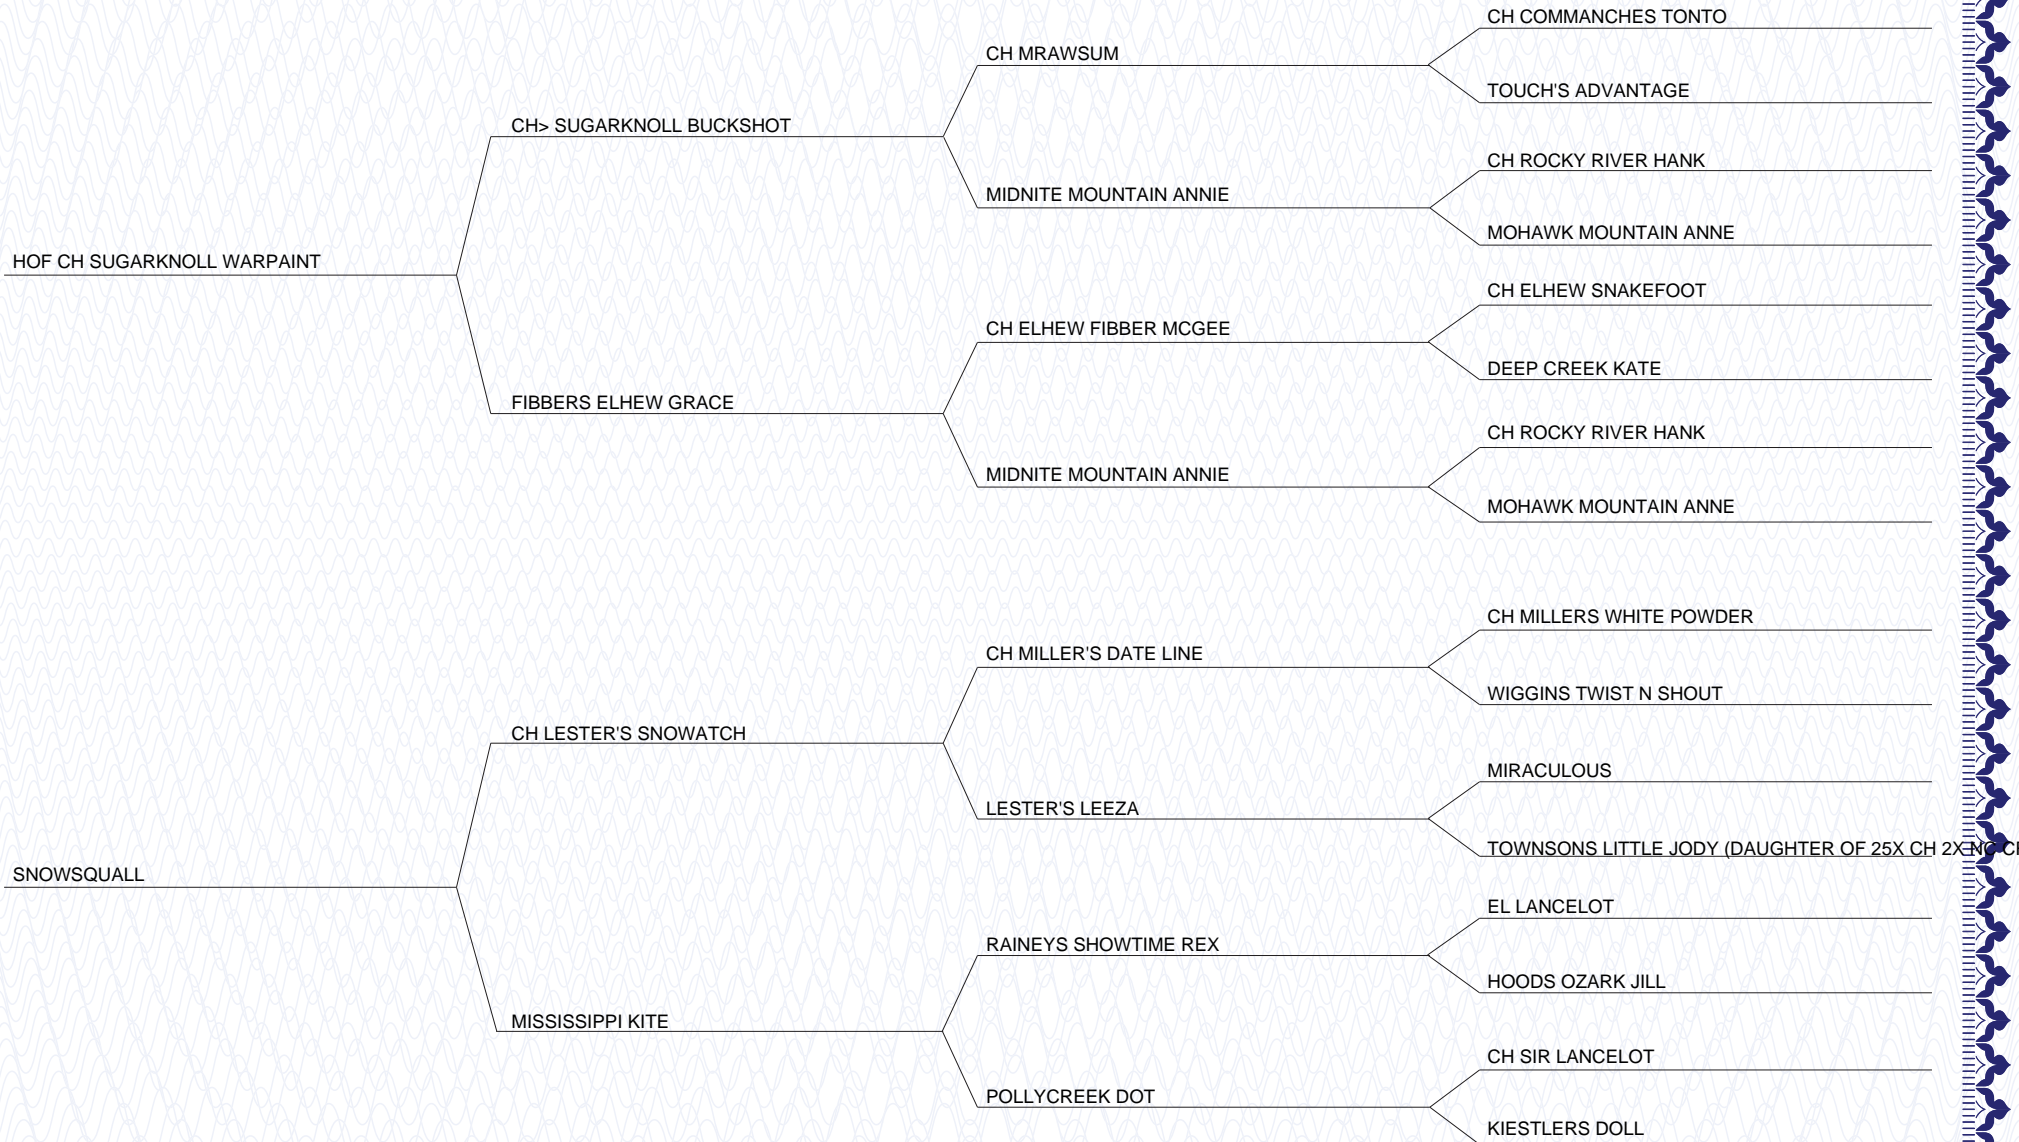 CH COMMANCHES TONTO
CH MRAWSUM
TOUCH'S ADVANTAGE
CH> SUGARKNOLL BUCKSHOT
CH ROCKY RIVER HANK
MIDNITE MOUNTAIN ANNIE
MOHAWK MOUNTAIN ANNE
HOF CH SUGARKNOLL WARPAINT
CH ELHEW SNAKEFOOT
CH ELHEW FIBBER MCGEE
DEEP CREEK KATE
FIBBERS ELHEW GRACE
CH ROCKY RIVER HANK
MIDNITE MOUNTAIN ANNIE
MOHAWK MOUNTAIN ANNE
CH MILLERS WHITE POWDER
CH MILLER'S DATE LINE
WIGGINS TWIST N SHOUT
CH LESTER'S SNOWATCH
MIRACULOUS
LESTER'S LEEZA
TOWNSONS LITTLE JODY (DAUGHTER OF 25X CH 2X
SNOWSQUALL
EL LANCELOT
RAINEYS SHOWTIME REX
HOODS OZARK JILL
MISSISSIPPI KITE
CH SIR LANCELOT
POLLYCREEK DOT
KIESTLERS DOLL